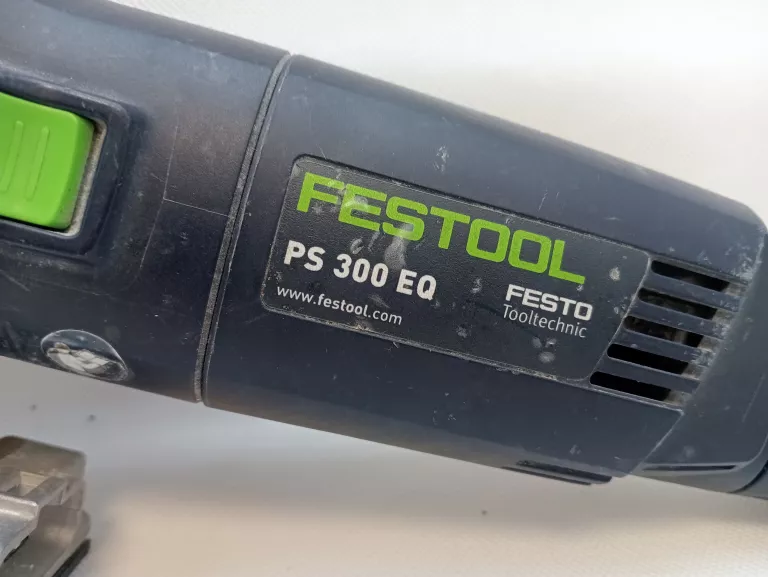 FESTOOL
PS 300 EQ
www.festool.com
FESTO
Tooltechnic